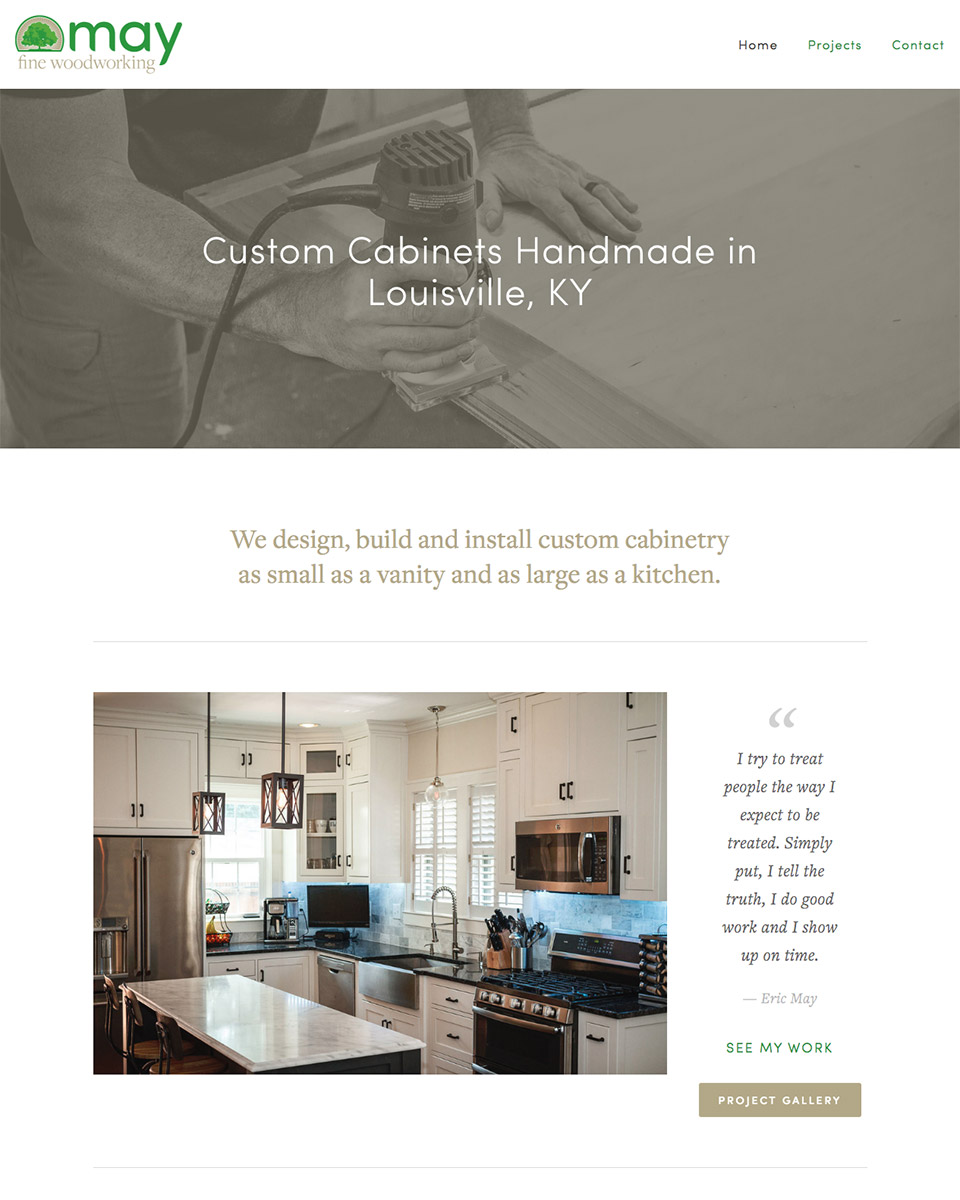 may
fine woodworking
Home Projects Contact
Custom Cabinets Handmade in
Louisville, KY
We design, build and install custom cabinetry
as small as a vanity and as large as a kitchen.
“
I try to treat
people the way I
expect to be
treated. Simply
put, I tell the
truth, I do good
work and I show
up on time.
— Eric May
SEE MY WORK
PROJECT GALLERY